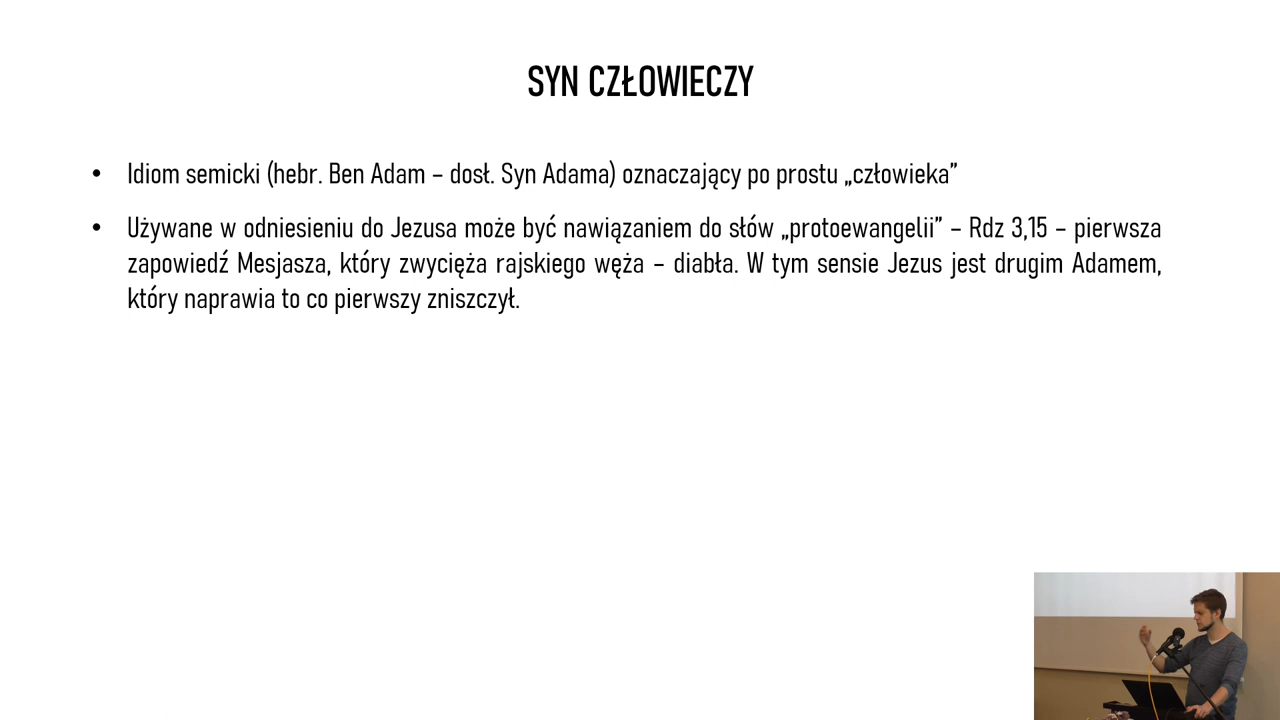 SYN CZŁOWIECZY
• Idiom semicki (hebr. Ben Adam – dosł. Syn Adama) oznaczający po prostu „człowieka”
• Używane w odniesieniu do Jezusa może być nawiązaniem do słów „protoewangelii” – Rdz 3,15 – pierwsza
zapowiedź Mesjasza, który zwycięża rajskiego węża – diabła. W tym sensie Jezus jest drugim Adamem,
który naprawia to co pierwszy zniszczył.